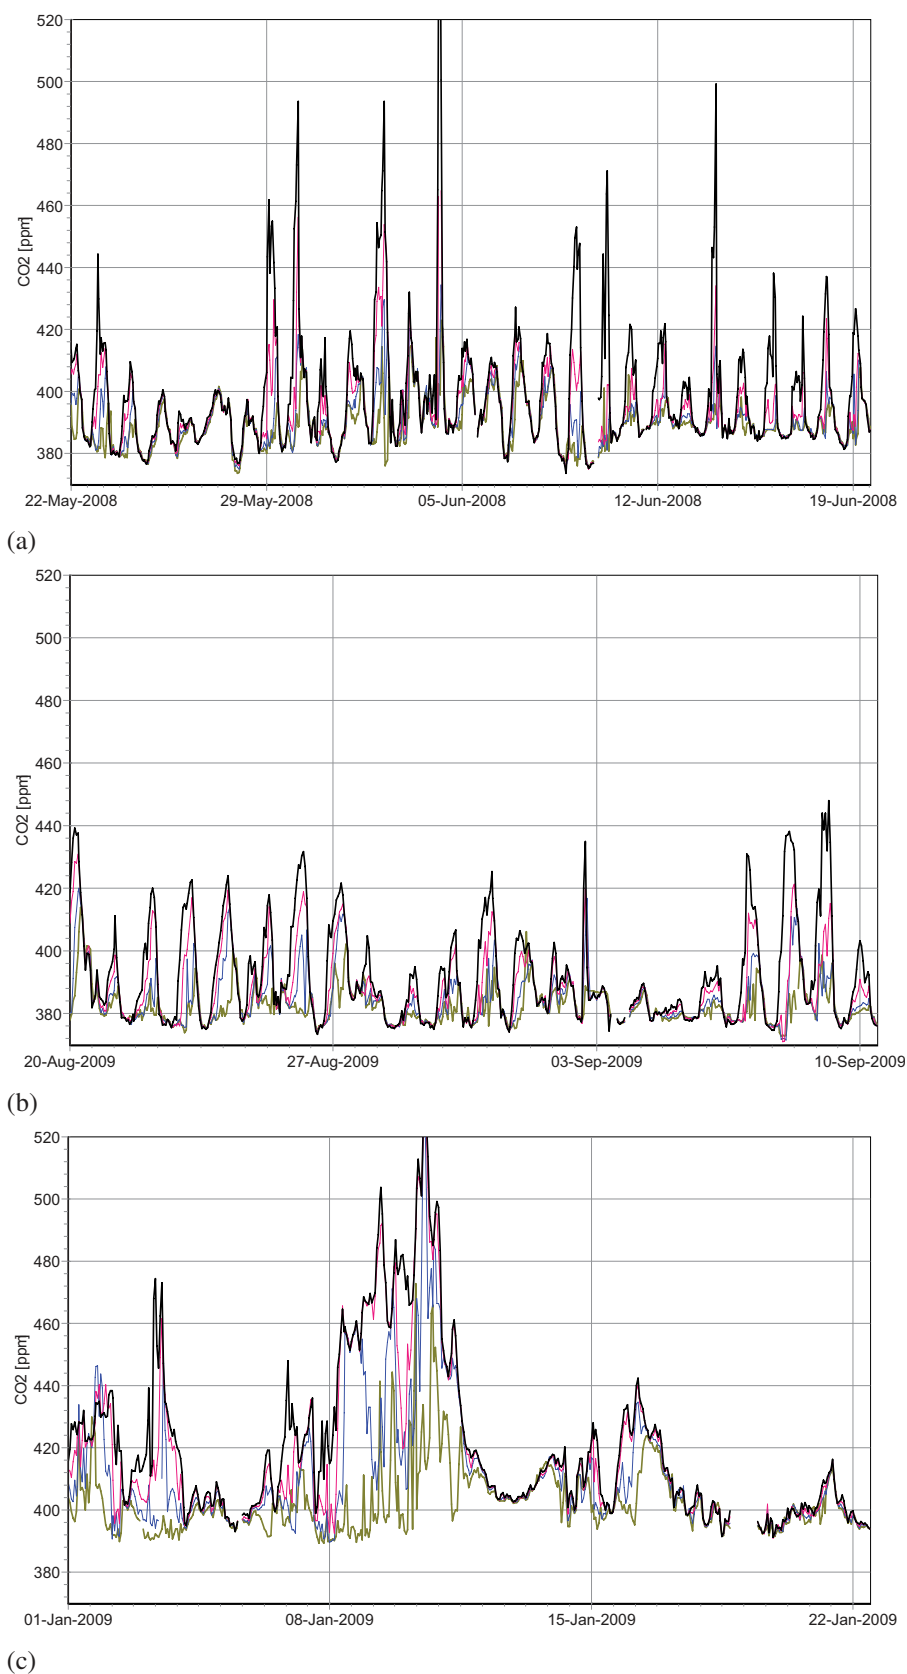 520
500
480
460
440
420
400
380
CO2 [ppm]
22-May-2008
29-May-2008
05-Jun-2008
12-Jun-2008
19-Jun-2008
(a)
520
500
480
460
440
420
400
380
CO2 [ppm]
20-Aug-2009
27-Aug-2009
03-Sep-2009
10-Sep-2009
(b)
520
500
480
460
440
420
400
380
CO2 [ppm]
01-Jan-2009
08-Jan-2009
15-Jan-2009
22-Jan-2009
(c)